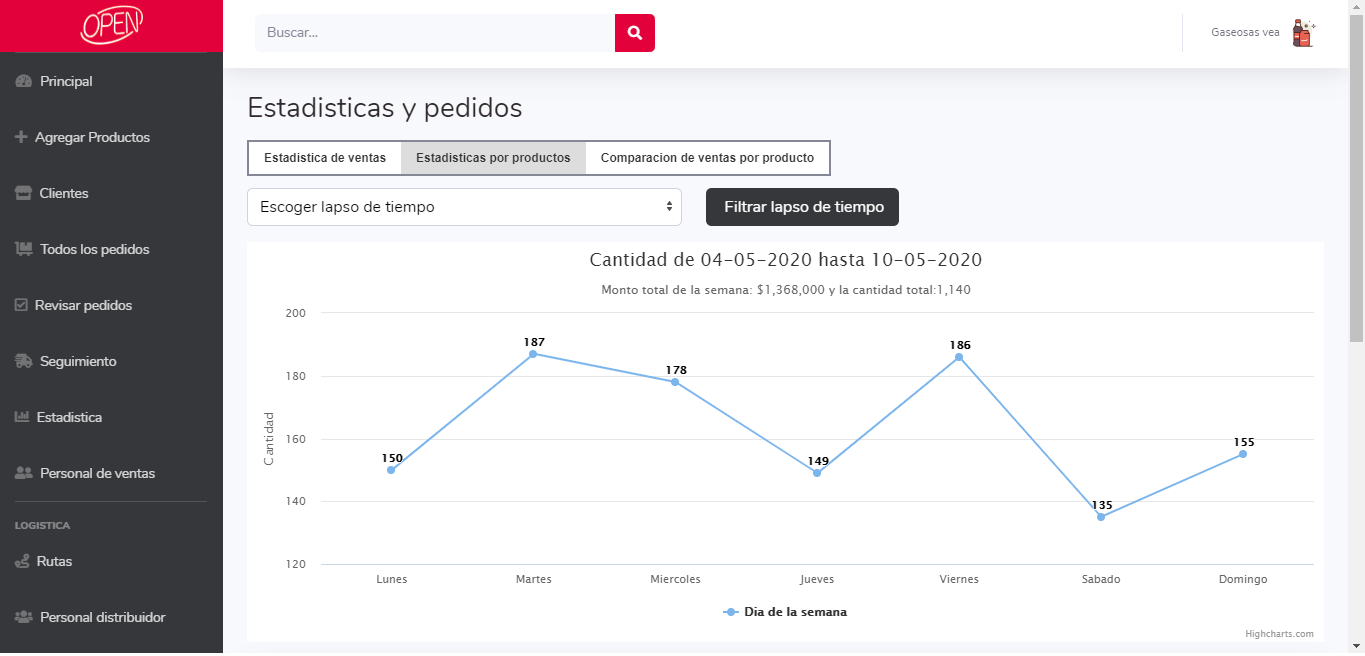 OPEN
Buscar...
Gaseosas vea
Principal
Agregar Productos
Clientes
Todos los pedidos
Revisar pedidos
Seguimiento
Estadistica
Personal de ventas
LOGISTICA
Rutas
Personal distribuidor
Estadisticas y pedidos
Estadistica de ventas
Estadisticas por productos
Comparacion de ventas por producto
Escoger lapso de tiempo
Filtrar lapso de tiempo
Cantidad de 04-05-2020 hasta 10-05-2020
Monto total de la semana: $1,368,000 y la cantidad total:1,140
Cantidad
200
180
160
140
120
150
187
178
149
186
135
155
Lunes
Martes
Miercoles
Jueves
Viernes
Sabado
Domingo
Dia de la semana
Highcharts.com